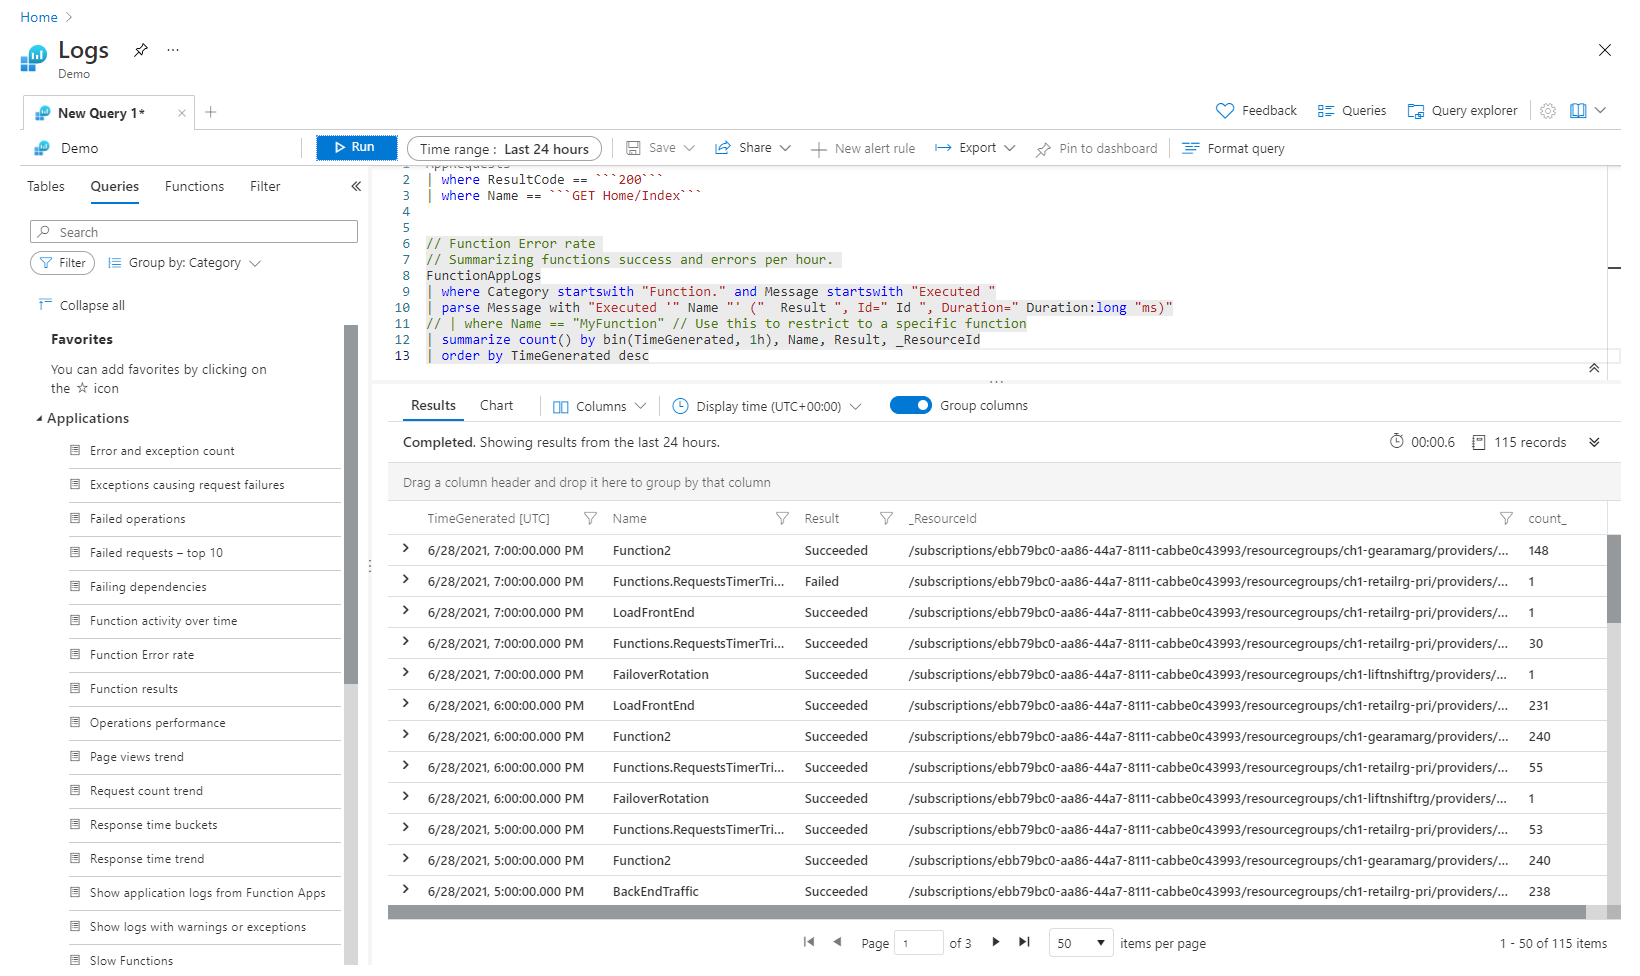 Home
Logs
Demo
New Query 1*
Feedback
Queries
Query explorer
Demo
Run
Time range : Last 24 hours
Save
Share
New alert rule
Export
Pin to dashboard
Format query
Tables
Queries
Functions
Filter
Search
Filter
Group by: Category
Collapse all
Favorites
You can add favorites by clicking on
the ☆ icon
Applications
Error and exception count
Exceptions causing request failures
Failed operations
Failed requests – top 10
Failing dependencies
Function activity over time
Function Error rate
Function results
Operations performance
Page views trend
Request count trend
Response time buckets
Response time trend
Show application logs from Function Apps
Show logs with warnings or exceptions
Slow Functions
1 AppRequests
2 | where ResultCode == ```200```
3 | where Name == ```GET Home/Index```
4
5
6 // Function Error rate
7 // Summarizing functions success and errors per hour.
8 FunctionAppLogs
9 | where Category startswith "Function." and Message startswith "Executed "
10 | parse Message with "Executed '" Name "' ("  Result ", Id=" Id ", Duration=" Duration:long "ms)"
11 // | where Name == "MyFunction" // Use this to restrict to a specific function
12 | summarize count() by bin(TimeGenerated, 1h), Name, Result, _ResourceId
13 | order by TimeGenerated desc
Results
Chart
Columns
Display time (UTC+00:00)
Group columns
Completed. Showing results from the last 24 hours.
00:00.6
115 records
Drag a column header and drop it here to group by that column
TimeGenerated [UTC] Name Result _ResourceId count_
6/28/2021, 7:00:00.000 PM Function2 Succeeded /subscriptions/ebb79bc0-aa86-44a7-8111-cabbe0c43993/resourcegroups/ch1-gearamarg/providers/... 148
6/28/2021, 7:00:00.000 PM Functions.RequestsTimerTri... Failed /subscriptions/ebb79bc0-aa86-44a7-8111-cabbe0c43993/resourcegroups/ch1-retailrg-pri/providers/... 1
6/28/2021, 7:00:00.000 PM LoadFrontEnd Succeeded /subscriptions/ebb79bc0-aa86-44a7-8111-cabbe0c43993/resourcegroups/ch1-retailrg-pri/providers/... 1
6/28/2021, 7:00:00.000 PM Functions.RequestsTimerTri... Succeeded /subscriptions/ebb79bc0-aa86-44a7-8111-cabbe0c43993/resourcegroups/ch1-retailrg-pri/providers/... 30
6/28/2021, 7:00:00.000 PM FailoverRotation Succeeded /subscriptions/ebb79bc0-aa86-44a7-8111-cabbe0c43993/resourcegroups/ch1-liftnshiftrg/providers/... 1
6/28/2021, 6:00:00.000 PM LoadFrontEnd Succeeded /subscriptions/ebb79bc0-aa86-44a7-8111-cabbe0c43993/resourcegroups/ch1-retailrg-pri/providers/... 231
6/28/2021, 6:00:00.000 PM Function2 Succeeded /subscriptions/ebb79bc0-aa86-44a7-8111-cabbe0c43993/resourcegroups/ch1-gearamarg/providers/... 240
6/28/2021, 6:00:00.000 PM Functions.RequestsTimerTri... Succeeded /subscriptions/ebb79bc0-aa86-44a7-8111-cabbe0c43993/resourcegroups/ch1-retailrg-pri/providers/... 55
6/28/2021, 6:00:00.000 PM FailoverRotation Succeeded /subscriptions/ebb79bc0-aa86-44a7-8111-cabbe0c43993/resourcegroups/ch1-liftnshiftrg/providers/... 1
6/28/2021, 5:00:00.000 PM Functions.RequestsTimerTri... Succeeded /subscriptions/ebb79bc0-aa86-44a7-8111-cabbe0c43993/resourcegroups/ch1-retailrg-pri/providers/... 53
6/28/2021, 5:00:00.000 PM Function2 Succeeded /subscriptions/ebb79bc0-aa86-44a7-8111-cabbe0c43993/resourcegroups/ch1-gearamarg/providers/... 240
6/28/2021, 5:00:00.000 PM BackEndTraffic Succeeded /subscriptions/ebb79bc0-aa86-44a7-8111-cabbe0c43993/resourcegroups/ch1-retailrg-pri/providers/... 238
Page 1 of 3
50 items per page
1 - 50 of 115 items